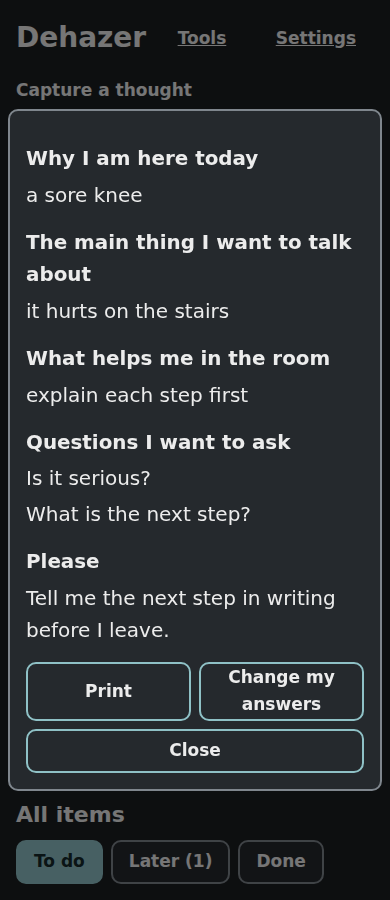 Dehazer Tools Settings
Capture a thought
Why I am here today
a sore knee
The main thing I want to talk
about
it hurts on the stairs
What helps me in the room
explain each step first
Questions I want to ask
Is it serious?
What is the next step?
Please
Tell me the next step in writing
before I leave.
Print
Change my
answers
Close
All items
To do Later (1) Done